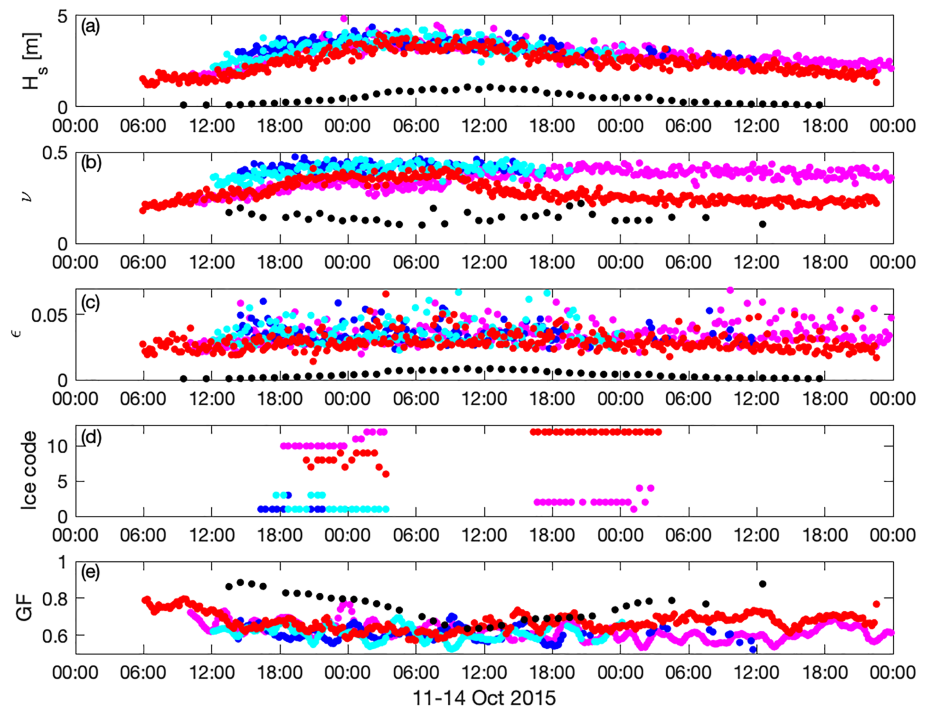 (a)
H_s [m]
5
0
00:00 06:00 12:00 18:00 00:00 06:00 12:00 18:00 00:00 06:00 12:00 18:00 00:00
(b)
ν
0.5
0
00:00 06:00 12:00 18:00 00:00 06:00 12:00 18:00 00:00 06:00 12:00 18:00 00:00
(c)
ϵ
0.05
0
00:00 06:00 12:00 18:00 00:00 06:00 12:00 18:00 00:00 06:00 12:00 18:00 00:00
(d)
Ice code
10
5
0
00:00 06:00 12:00 18:00 00:00 06:00 12:00 18:00 00:00 06:00 12:00 18:00 00:00
(e)
GF
1
0.8
0.6
00:00 06:00 12:00 18:00 00:00 06:00 12:00 18:00 00:00 06:00 12:00 18:00 00:00
11-14 Oct 2015